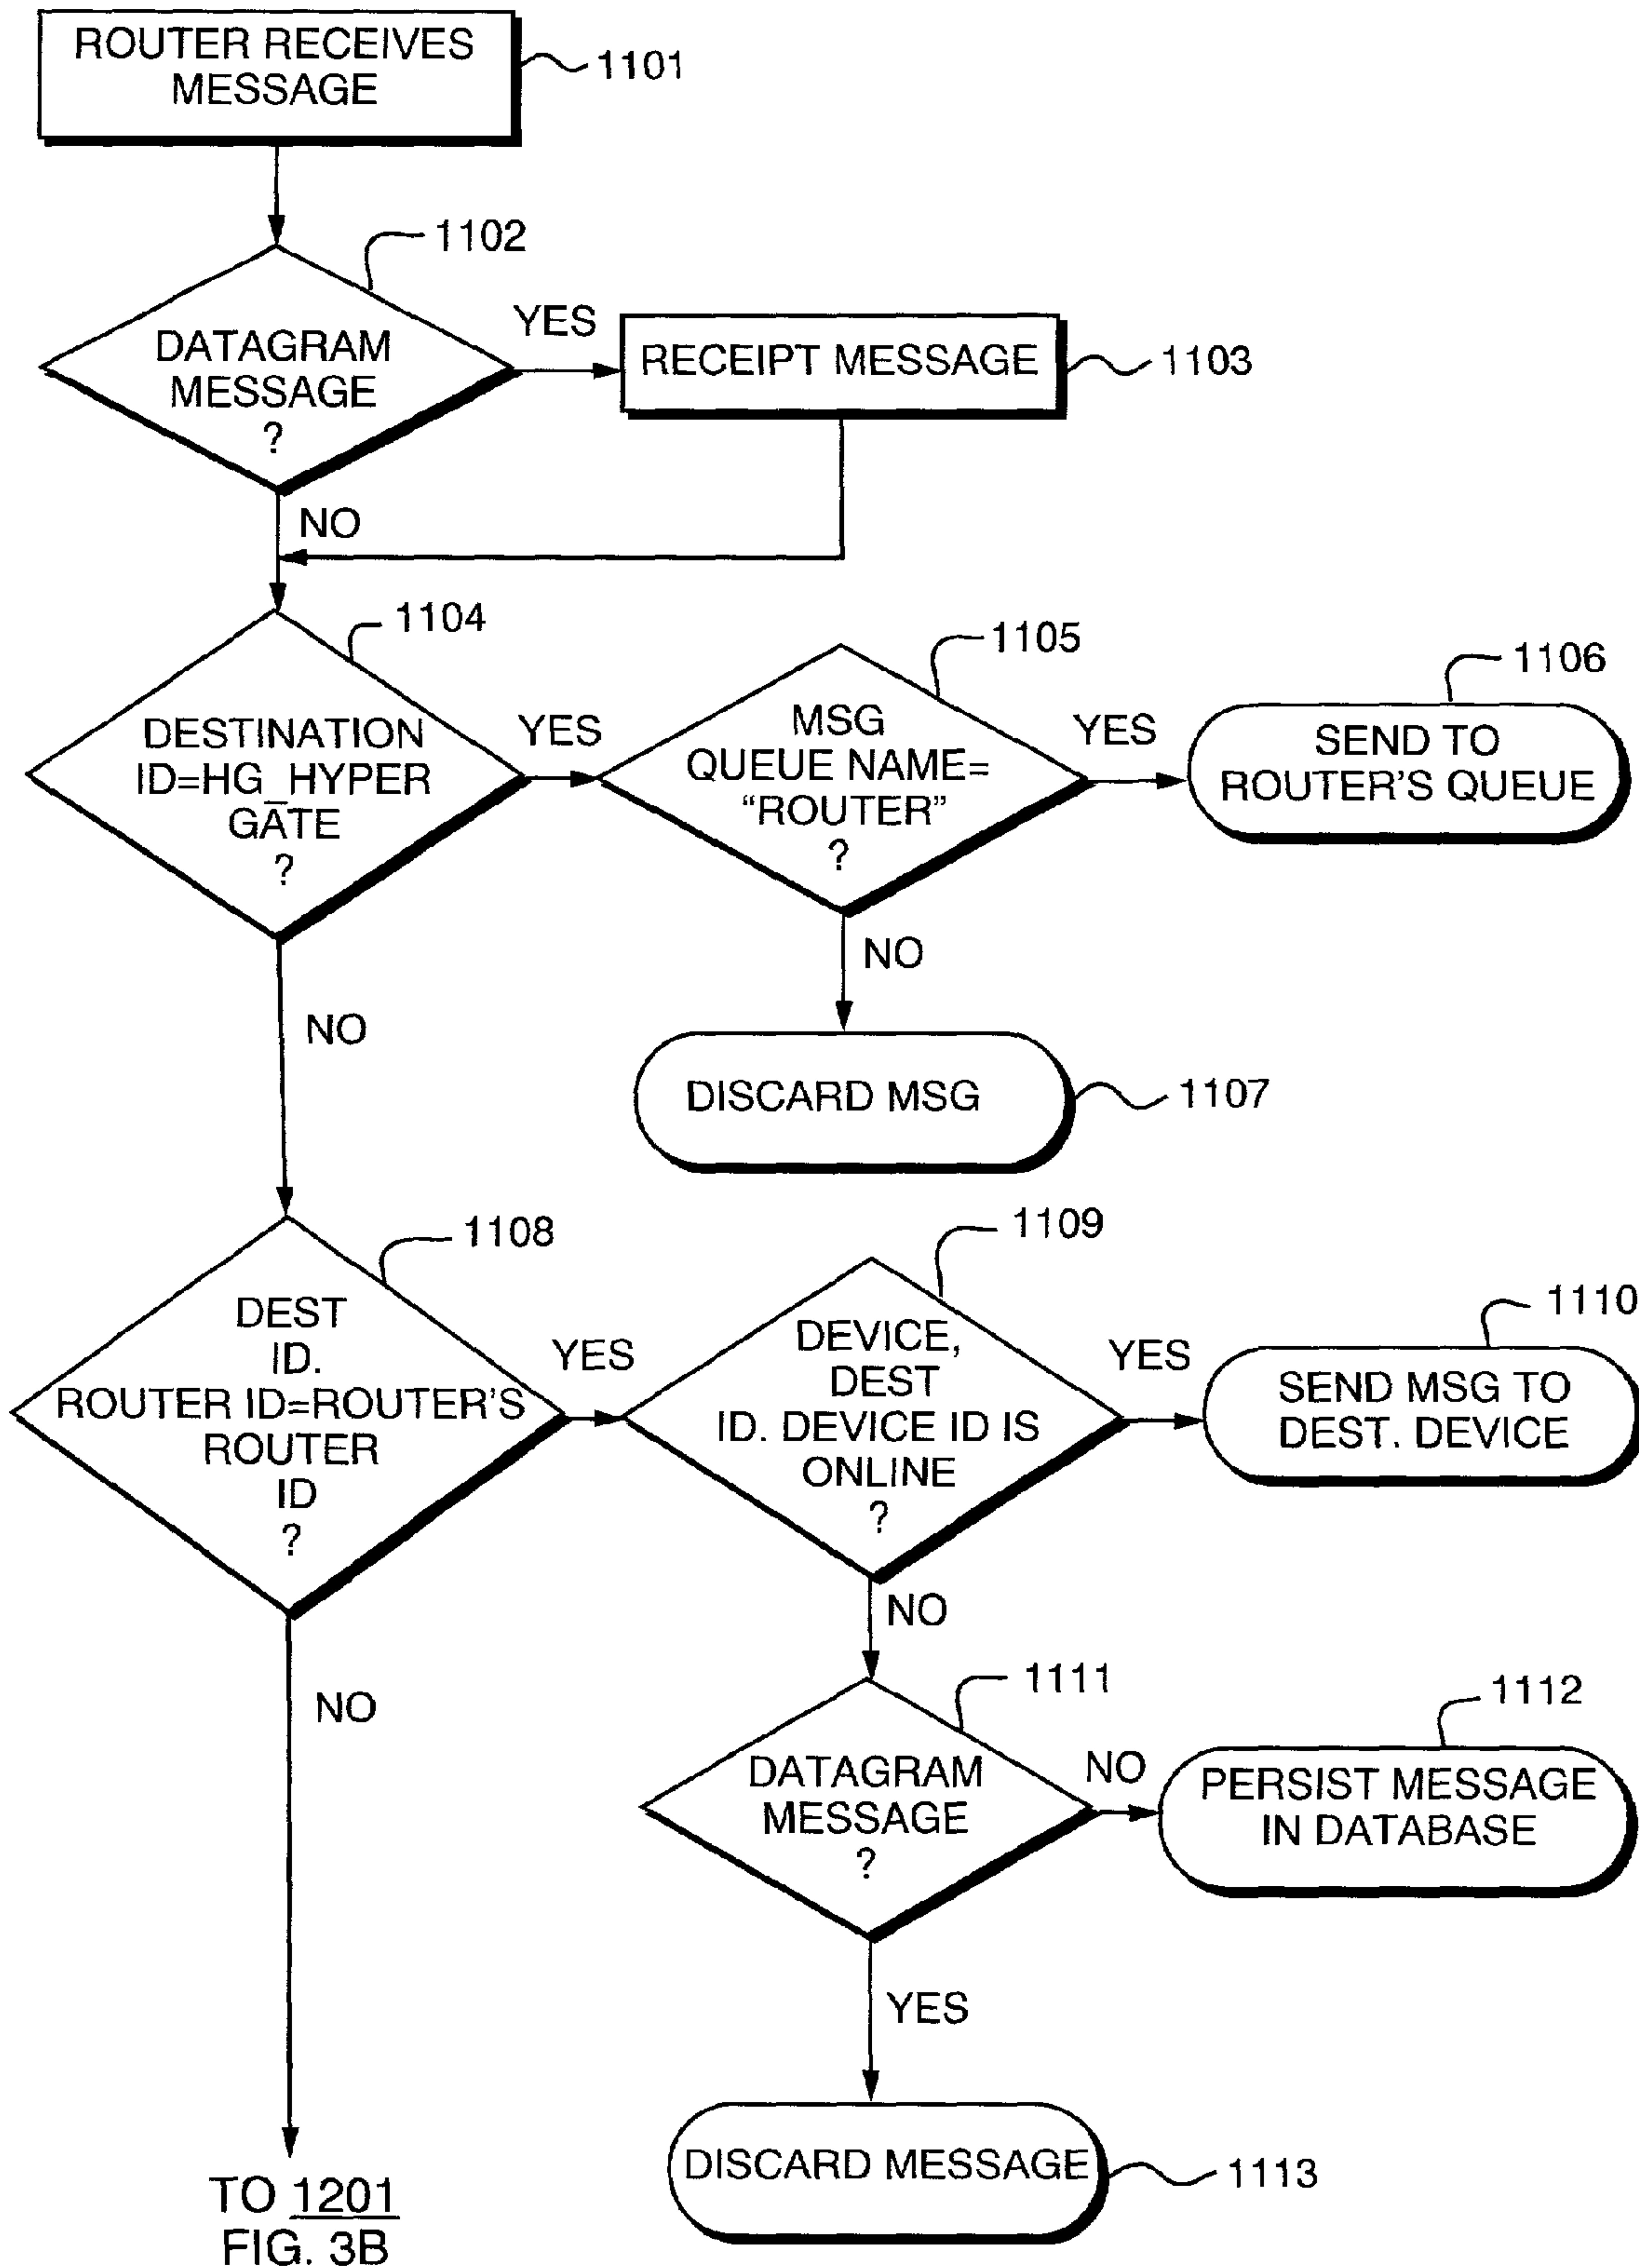 ROUTER RECEIVES
MESSAGE
1101
1102
DATAGRAM
MESSAGE
?
YES
RECEIPT MESSAGE
1103
NO
1104
DESTINATION
ID=HG_HYPER
GATE
?
YES
1105
MSG
QUEUE NAME=
“ROUTER”
?
YES
1106
SEND TO
ROUTER'S QUEUE
NO
DISCARD MSG
1107
NO
1108
DEST
ID.
ROUTER ID=ROUTER'S
ROUTER
ID
?
YES
1109
DEVICE,
DEST
ID. DEVICE ID IS
ONLINE
?
YES
1110
SEND MSG TO
DEST. DEVICE
NO
1111
DATAGRAM
MESSAGE
?
NO
1112
PERSIST MESSAGE
IN DATABASE
YES
DISCARD MESSAGE
1113
NO
TO 1201
FIG. 3B